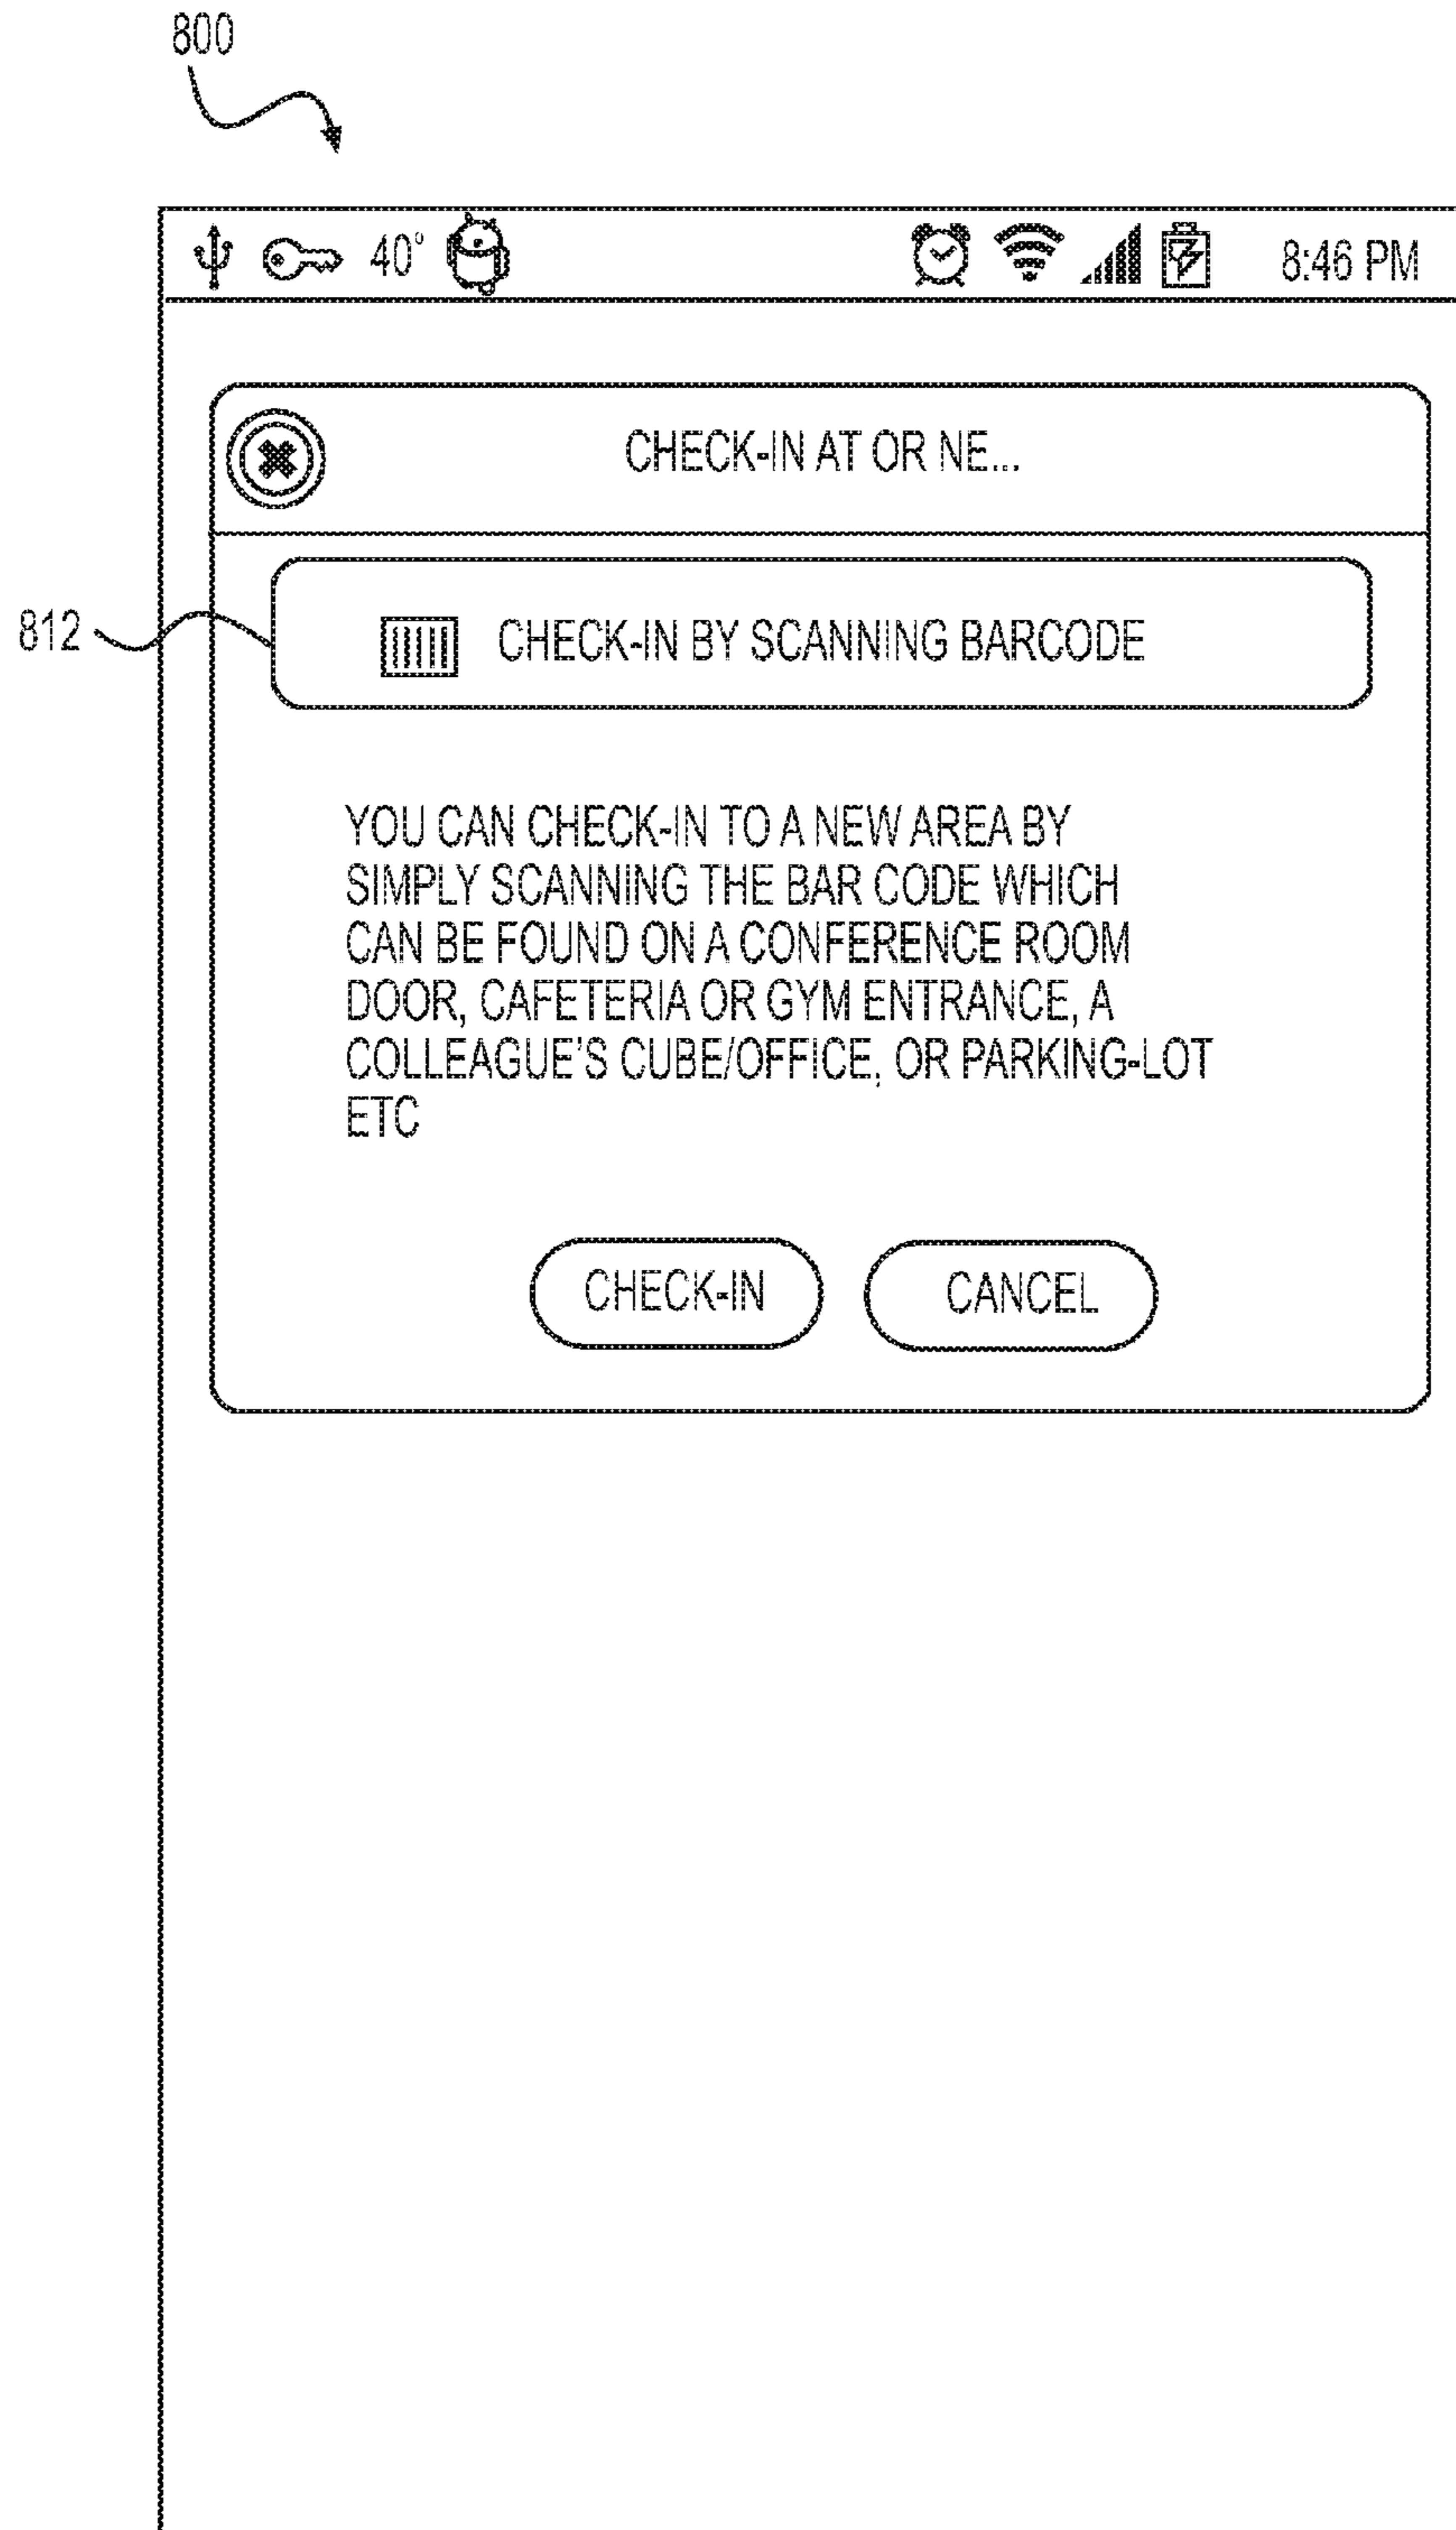 800
40° 8:46 PM
CHECK-IN AT OR NE...
812
CHECK-IN BY SCANNING BARCODE
YOU CAN CHECK-IN TO A NEW AREA BY
SIMPLY SCANNING THE BAR CODE WHICH
CAN BE FOUND ON A CONFERENCE ROOM
DOOR, CAFETERIA OR GYM ENTRANCE, A
COLLEAGUE'S CUBE/OFFICE, OR PARKING-LOT
ETC
CHECK-IN CANCEL